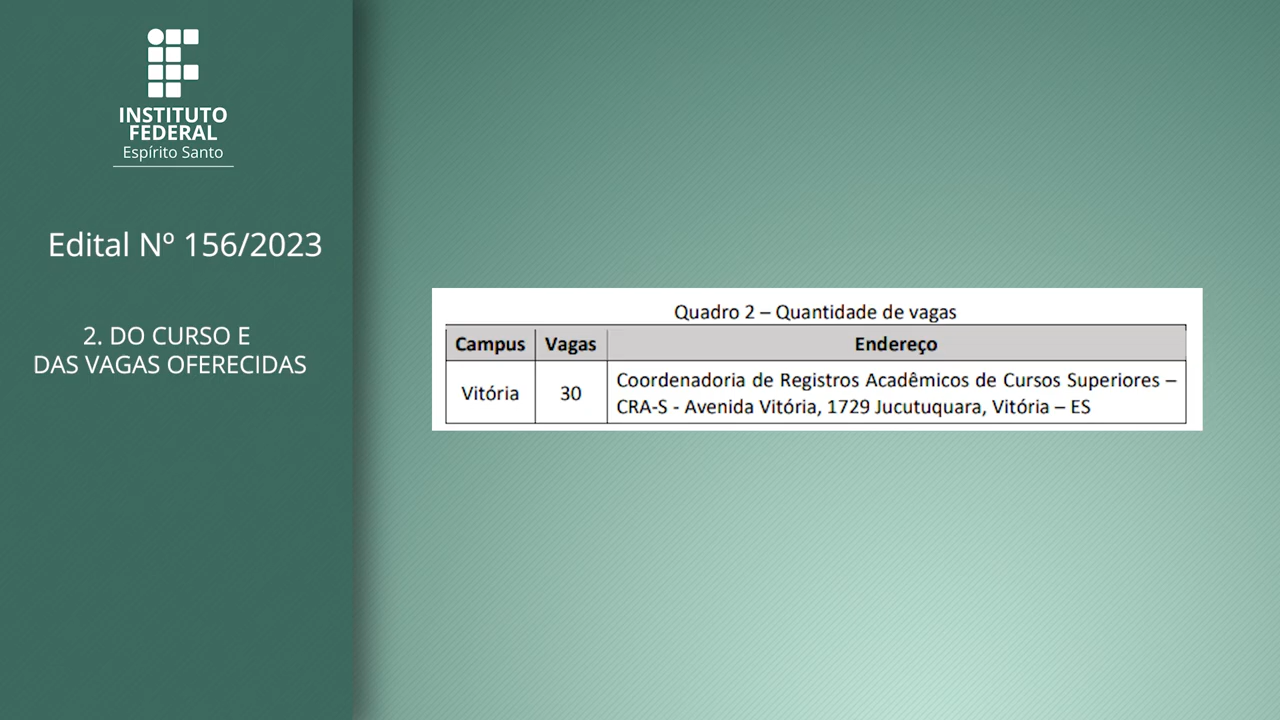 INSTITUTO
FEDERAL
Espírito Santo
Edital Nº 156/2023
2. DO CURSO E
DAS VAGAS OFERECIDAS
Quadro 2 – Quantidade de vagas
Campus Vagas Endereço
Vitória 30 Coordenadoria de Registros Acadêmicos de Cursos Superiores –
CRA-S - Avenida Vitória, 1729 Jucutuquara, Vitória – ES